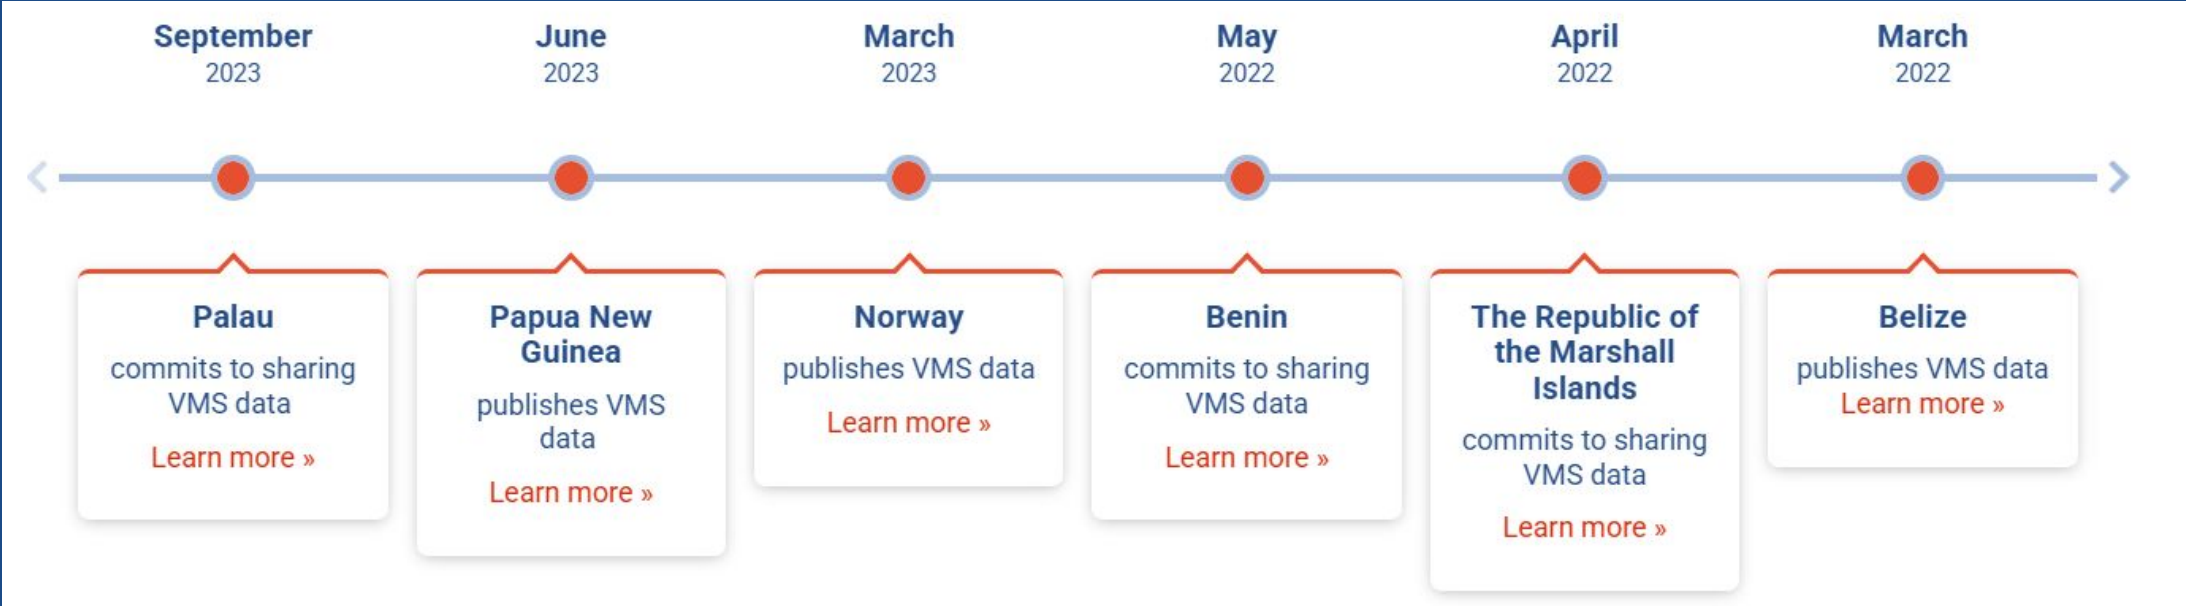 September
2023
June
2023
March
2023
May
2022
April
2022
March
2022
Palau
commits to sharing
VMS data
Learn more »
Papua New
Guinea
publishes VMS
data
Learn more »
Norway
publishes VMS data
Learn more »
Benin
commits to sharing
VMS data
Learn more »
The Republic of
the Marshall
Islands
commits to sharing
VMS data
Learn more »
Belize
publishes VMS data
Learn more »